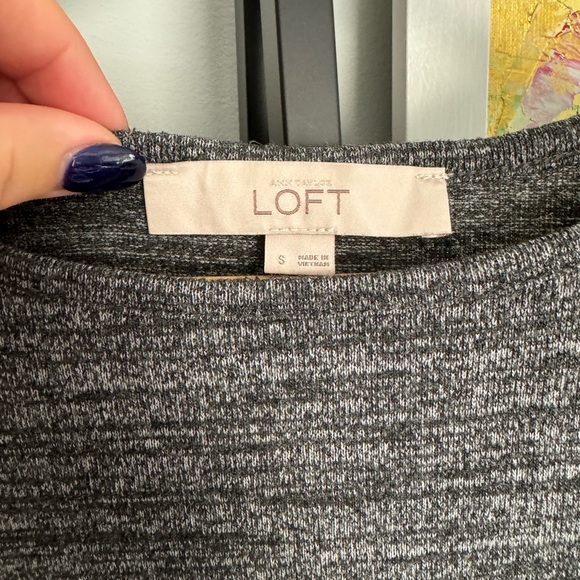 ANN TAYLOR
LOFT
S
MADE IN
VIETNAM